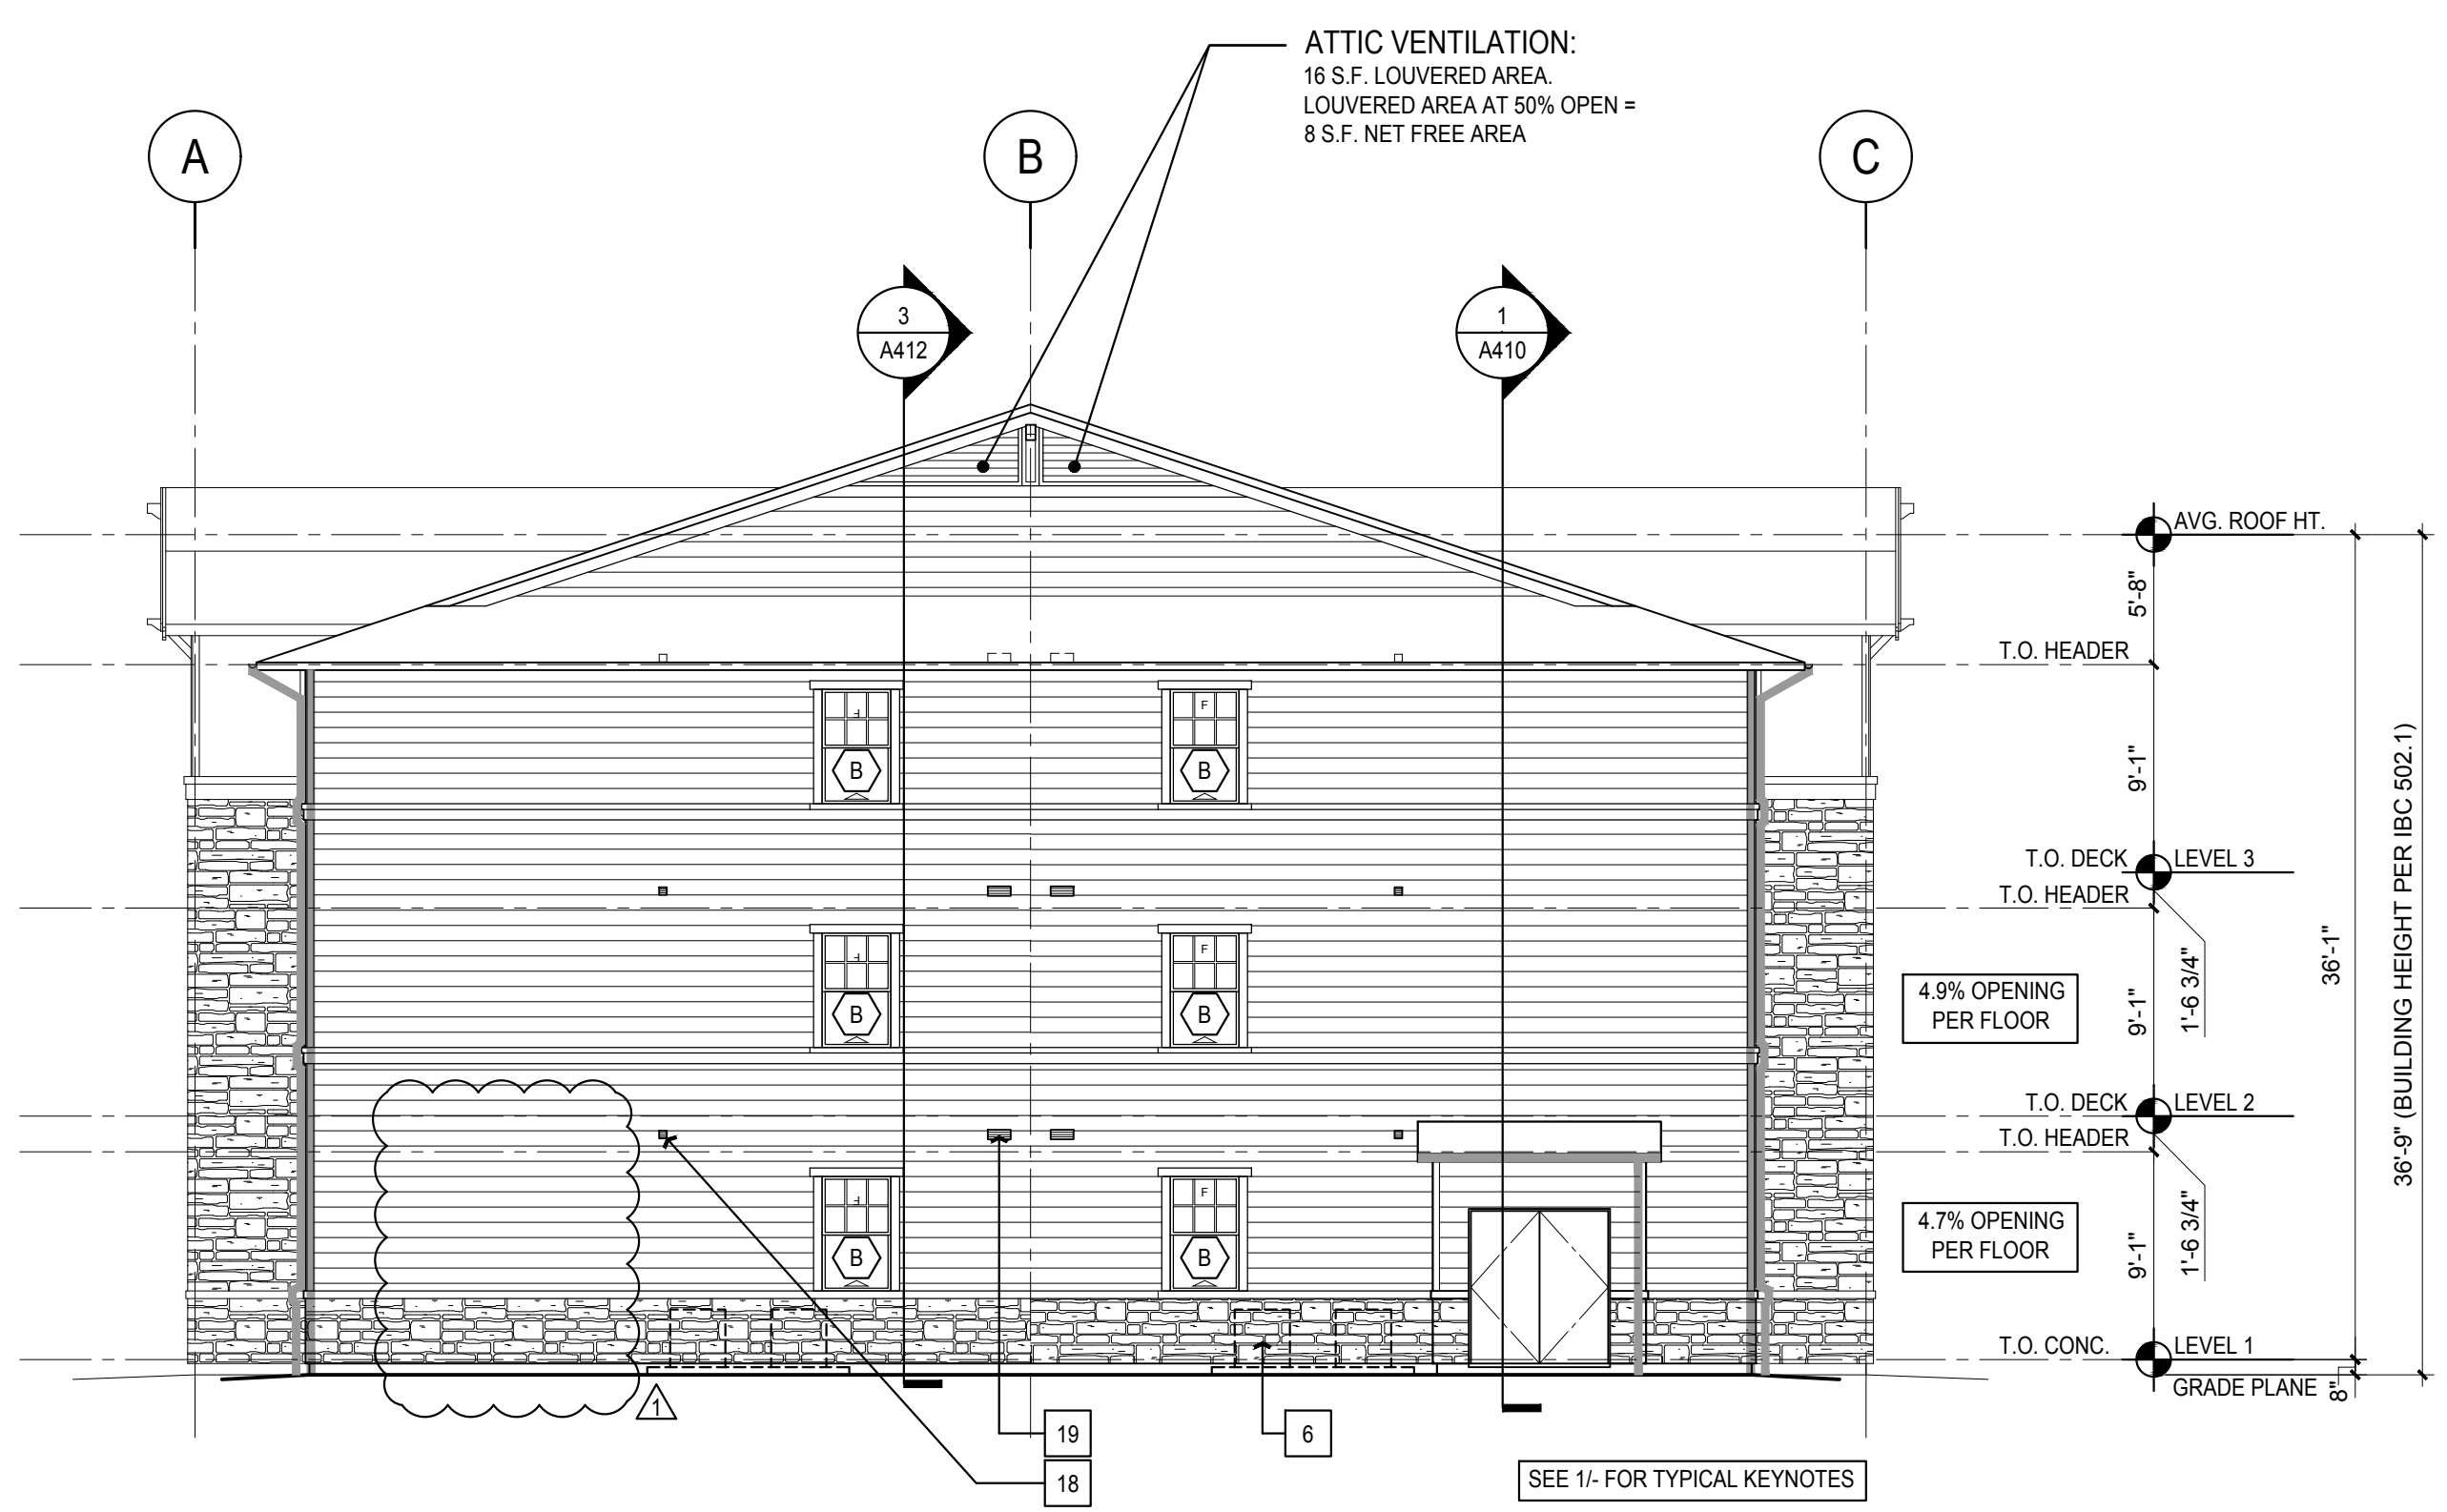 ATTIC VENTILATION:
16 S.F. LOUVERED AREA.
LOUVERED AREA AT 50% OPEN =
8 S.F. NET FREE AREA
A
B
C
3
A412
1
A410
AVG. ROOF HT.
5'-8"
T.O. HEADER
F
F
B
B
9'-1"
T.O. DECK
LEVEL 3
T.O. HEADER
1'-6 3/4"
F
F
B
B
4.9% OPENING
PER FLOOR
9'-1"
36'-1"
36'-9" (BUILDING HEIGHT PER IBC 502.1)
T.O. DECK
LEVEL 2
T.O. HEADER
1'-6 3/4"
F
F
B
B
4.7% OPENING
PER FLOOR
9'-1"
T.O. CONC.
LEVEL 1
GRADE PLANE
8"
1
19
6
18
SEE 1/- FOR TYPICAL KEYNOTES